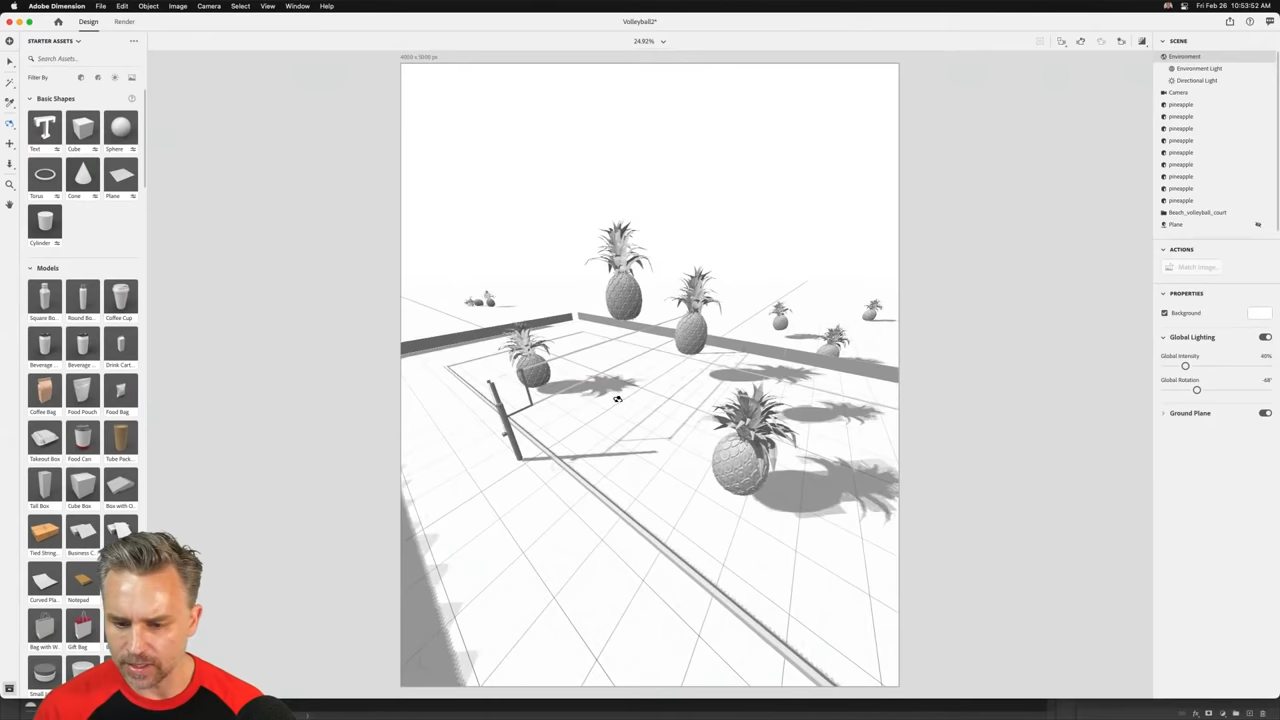 Adobe Dimension File Edit Object Image Camera Select View Window Help
Fri Feb 26 10:53:52 AM
Design Render
Volleyball2*
STARTER ASSETS
24.92%
Search Assets...
Filter By
Basic Shapes
Text Cube Sphere
Torus Cone Plane
Cylinder
Models
Square Bo... Round Bo... Coffee Cup
Beverage ... Beverage ... Drink Cart...
Coffee Bag Food Pouch Food Bag
Takeout Box Food Can Tube Pack...
Tall Box Cube Box Box with O...
Tied String... Business C...
Curved Pla... Notepad
Bag with W... Gift Bag
4000 x 5000 px
SCENE
Environment
Environment Light
Directional Light
Camera
pineapple
pineapple
pineapple
pineapple
pineapple
pineapple
pineapple
pineapple
pineapple
Beach_volleyball_court
Plane
ACTIONS
Match Image...
PROPERTIES
Background
Global Lighting
Global Intensity 40%
Global Rotation -68°
Ground Plane